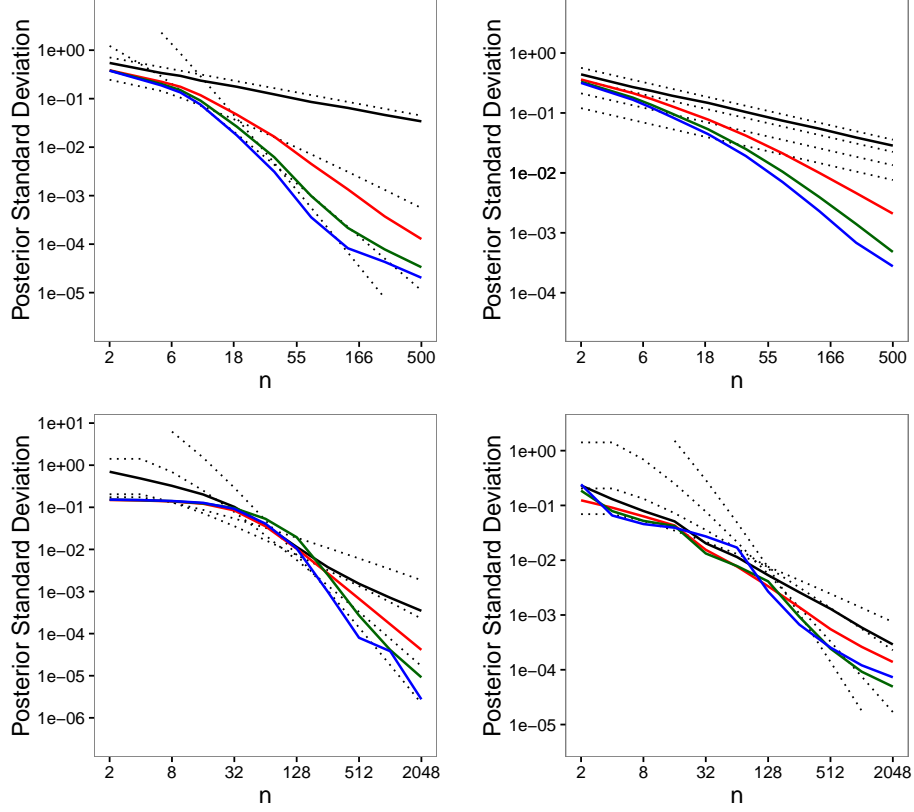 Posterior Standard Deviation
1e+00
1e−01
1e−02
1e−03
1e−04
1e−05
2 6 18 55 166 500
n
Posterior Standard Deviation
1e+00
1e−01
1e−02
1e−03
1e−04
2 6 18 55 166 500
n
Posterior Standard Deviation
1e+01
1e+00
1e−01
1e−02
1e−03
1e−04
1e−05
1e−06
2 8 32 128 512 2048
n
Posterior Standard Deviation
1e+00
1e−01
1e−02
1e−03
1e−04
1e−05
2 8 32 128 512 2048
n